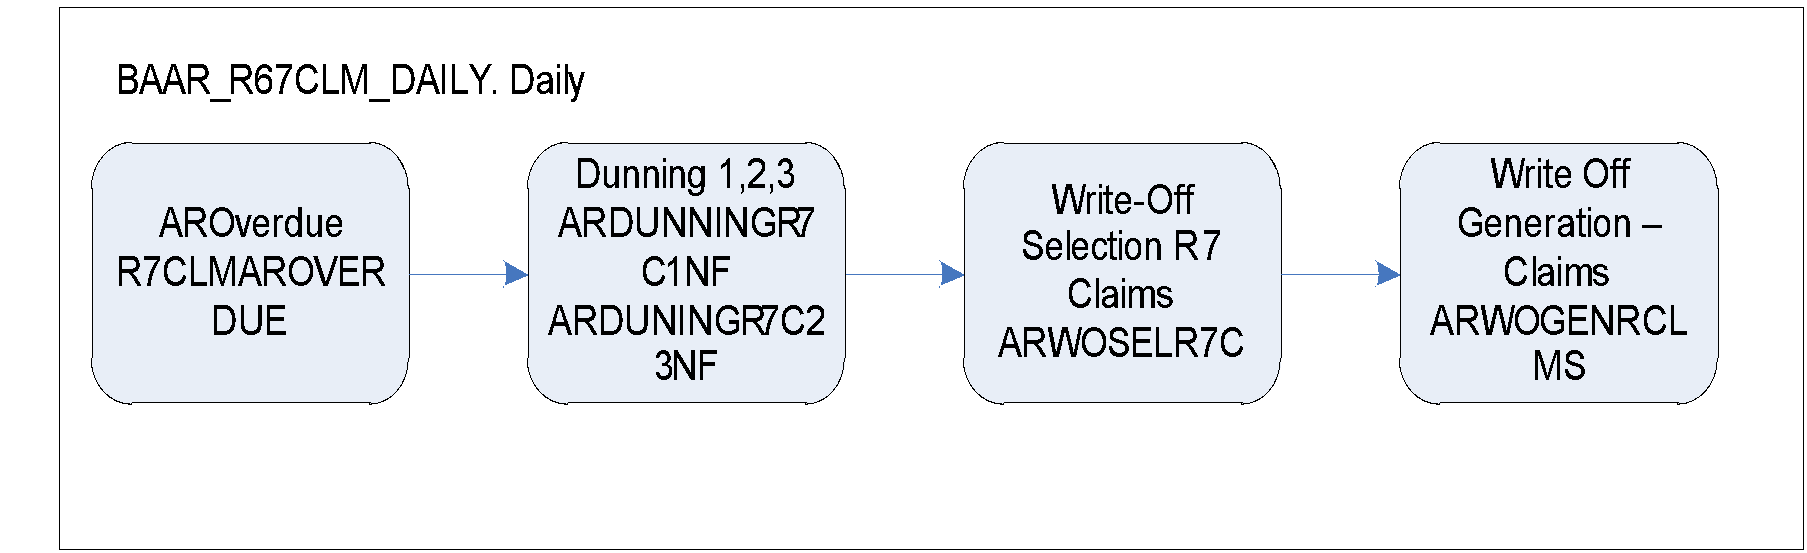 BAAR_R67CLM_DAILY. Daily
AROverdue
R7CLMAROVER
DUE
Dunning 1,2,3
ARDUNNINGR7
C1NF
ARDUNINGR7C2
3NF
Write-Off
Selection R7
Claims
ARWOSELR7C
Write Off
Generation –
Claims
ARWOGENRCL
MS